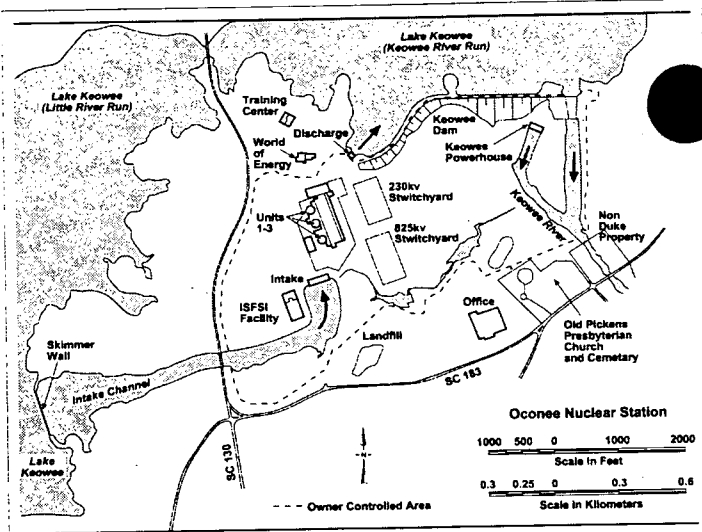 Lake Keowee
(Keowee River Run)
Lake Keowee
(Little River Run)
Training
Center
Discharge
Keowee
Dam
World
of
Energy
Keowee
Powerhouse
230kv
Stwitchyard
Keowee River
Non
Duke
Property
Units
1-3
825kv
Stwitchyard
Intake
ISFSI
Facility
Office
Skimmer
Wall
Landfill
Old Pickens
Presbyterian
Church
and Cemetary
Intake Channel
SC 183
Oconee Nuclear Station
Lake
Keowee
SC 130
N
1000 500 0 1000 2000
Scale in Feet
0.3 0.25 0 0.3 0.6
Scale in Kilometers
Owner Controlled Area